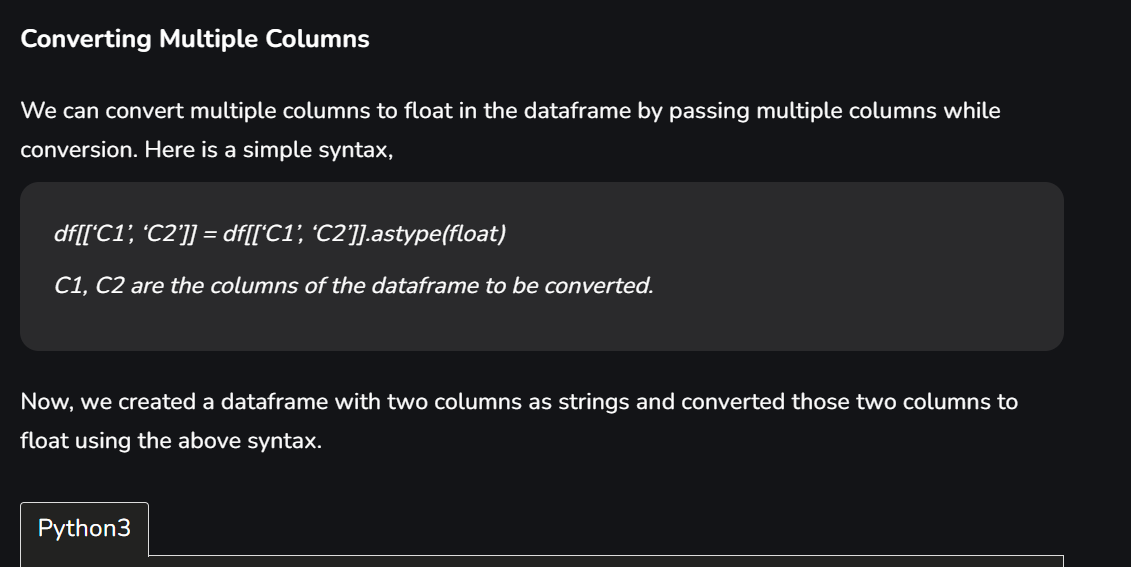 Converting Multiple Columns
We can convert multiple columns to float in the dataframe by passing multiple columns while
conversion. Here is a simple syntax,
df[[‘C1’, ‘C2’]] = df[[‘C1’, ‘C2’]].astype(float)
C1, C2 are the columns of the dataframe to be converted.
Now, we created a dataframe with two columns as strings and converted those two columns to
float using the above syntax.
Python3